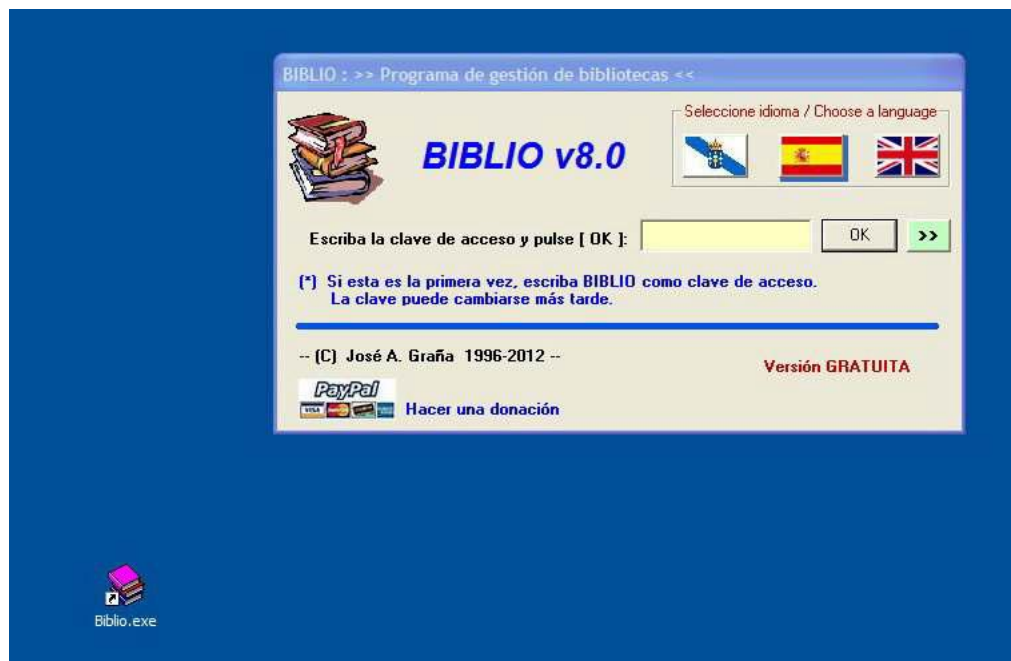 BIBLIO : >> Programa de gestión de bibliotecas <<
Seleccione idioma / Choose a language
BIBLIO v8.0
Escriba la clave de acceso y pulse [ OK ]:
OK
>>
(*) Si esta es la primera vez, escriba BIBLIO como clave de acceso.
La clave puede cambiarse más tarde.
-- (C) José A. Graña 1996-2012 --
Versión GRATUITA
PayPal
VISA
Hacer una donación
Biblio.exe